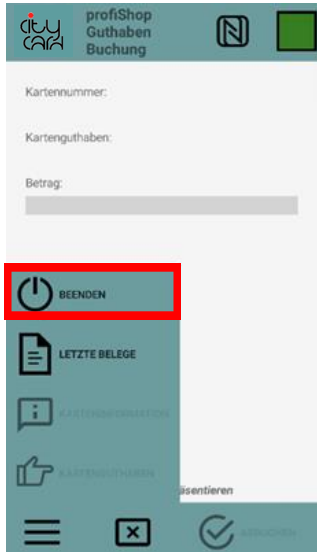 city
card
profiShop
Guthaben
Buchung
Kartennummer:
Kartenguthaben:
Betrag:
BEENDEN
LETZTE BELEGE
KARTENINFORMATION
KARTENGUTHABEN
äsentieren
ABBUCHEN